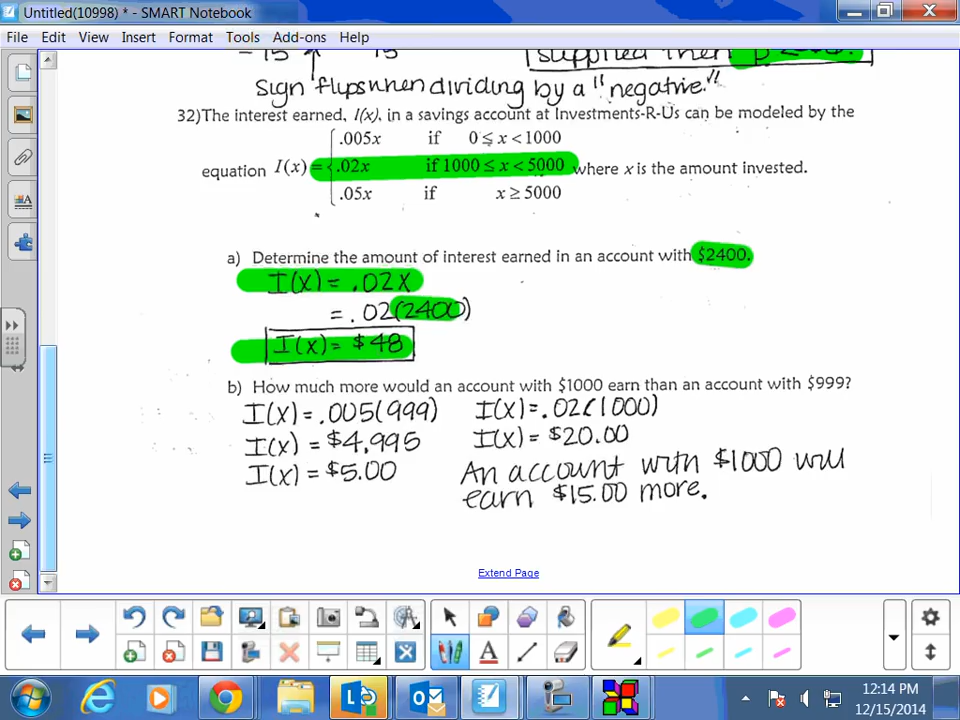 Untitled(10998) * - SMART Notebook
File Edit View Insert Format Tools Add-ons Help
= 15 15
supplied then
Sign flips when dividing by a "negative."
32)The interest earned, I(x), in a savings account at Investments-R-Us can be modeled by the
.005x if 0 ≤ x < 1000
equation I(x) = .02x if 1000 ≤ x < 5000 where x is the amount invested.
.05x if x ≥ 5000
a) Determine the amount of interest earned in an account with $2400.
I(x) = .02x
= .02(2400)
I(x) = $48
b) How much more would an account with $1000 earn than an account with $999?
I(x) = .005(999) I(x) = .02(1000)
I(x) = $4.995 I(x) = $20.00
I(x) = $5.00 An account with $1000 will
earn $15.00 more.
Extend Page
12:14 PM
12/15/2014